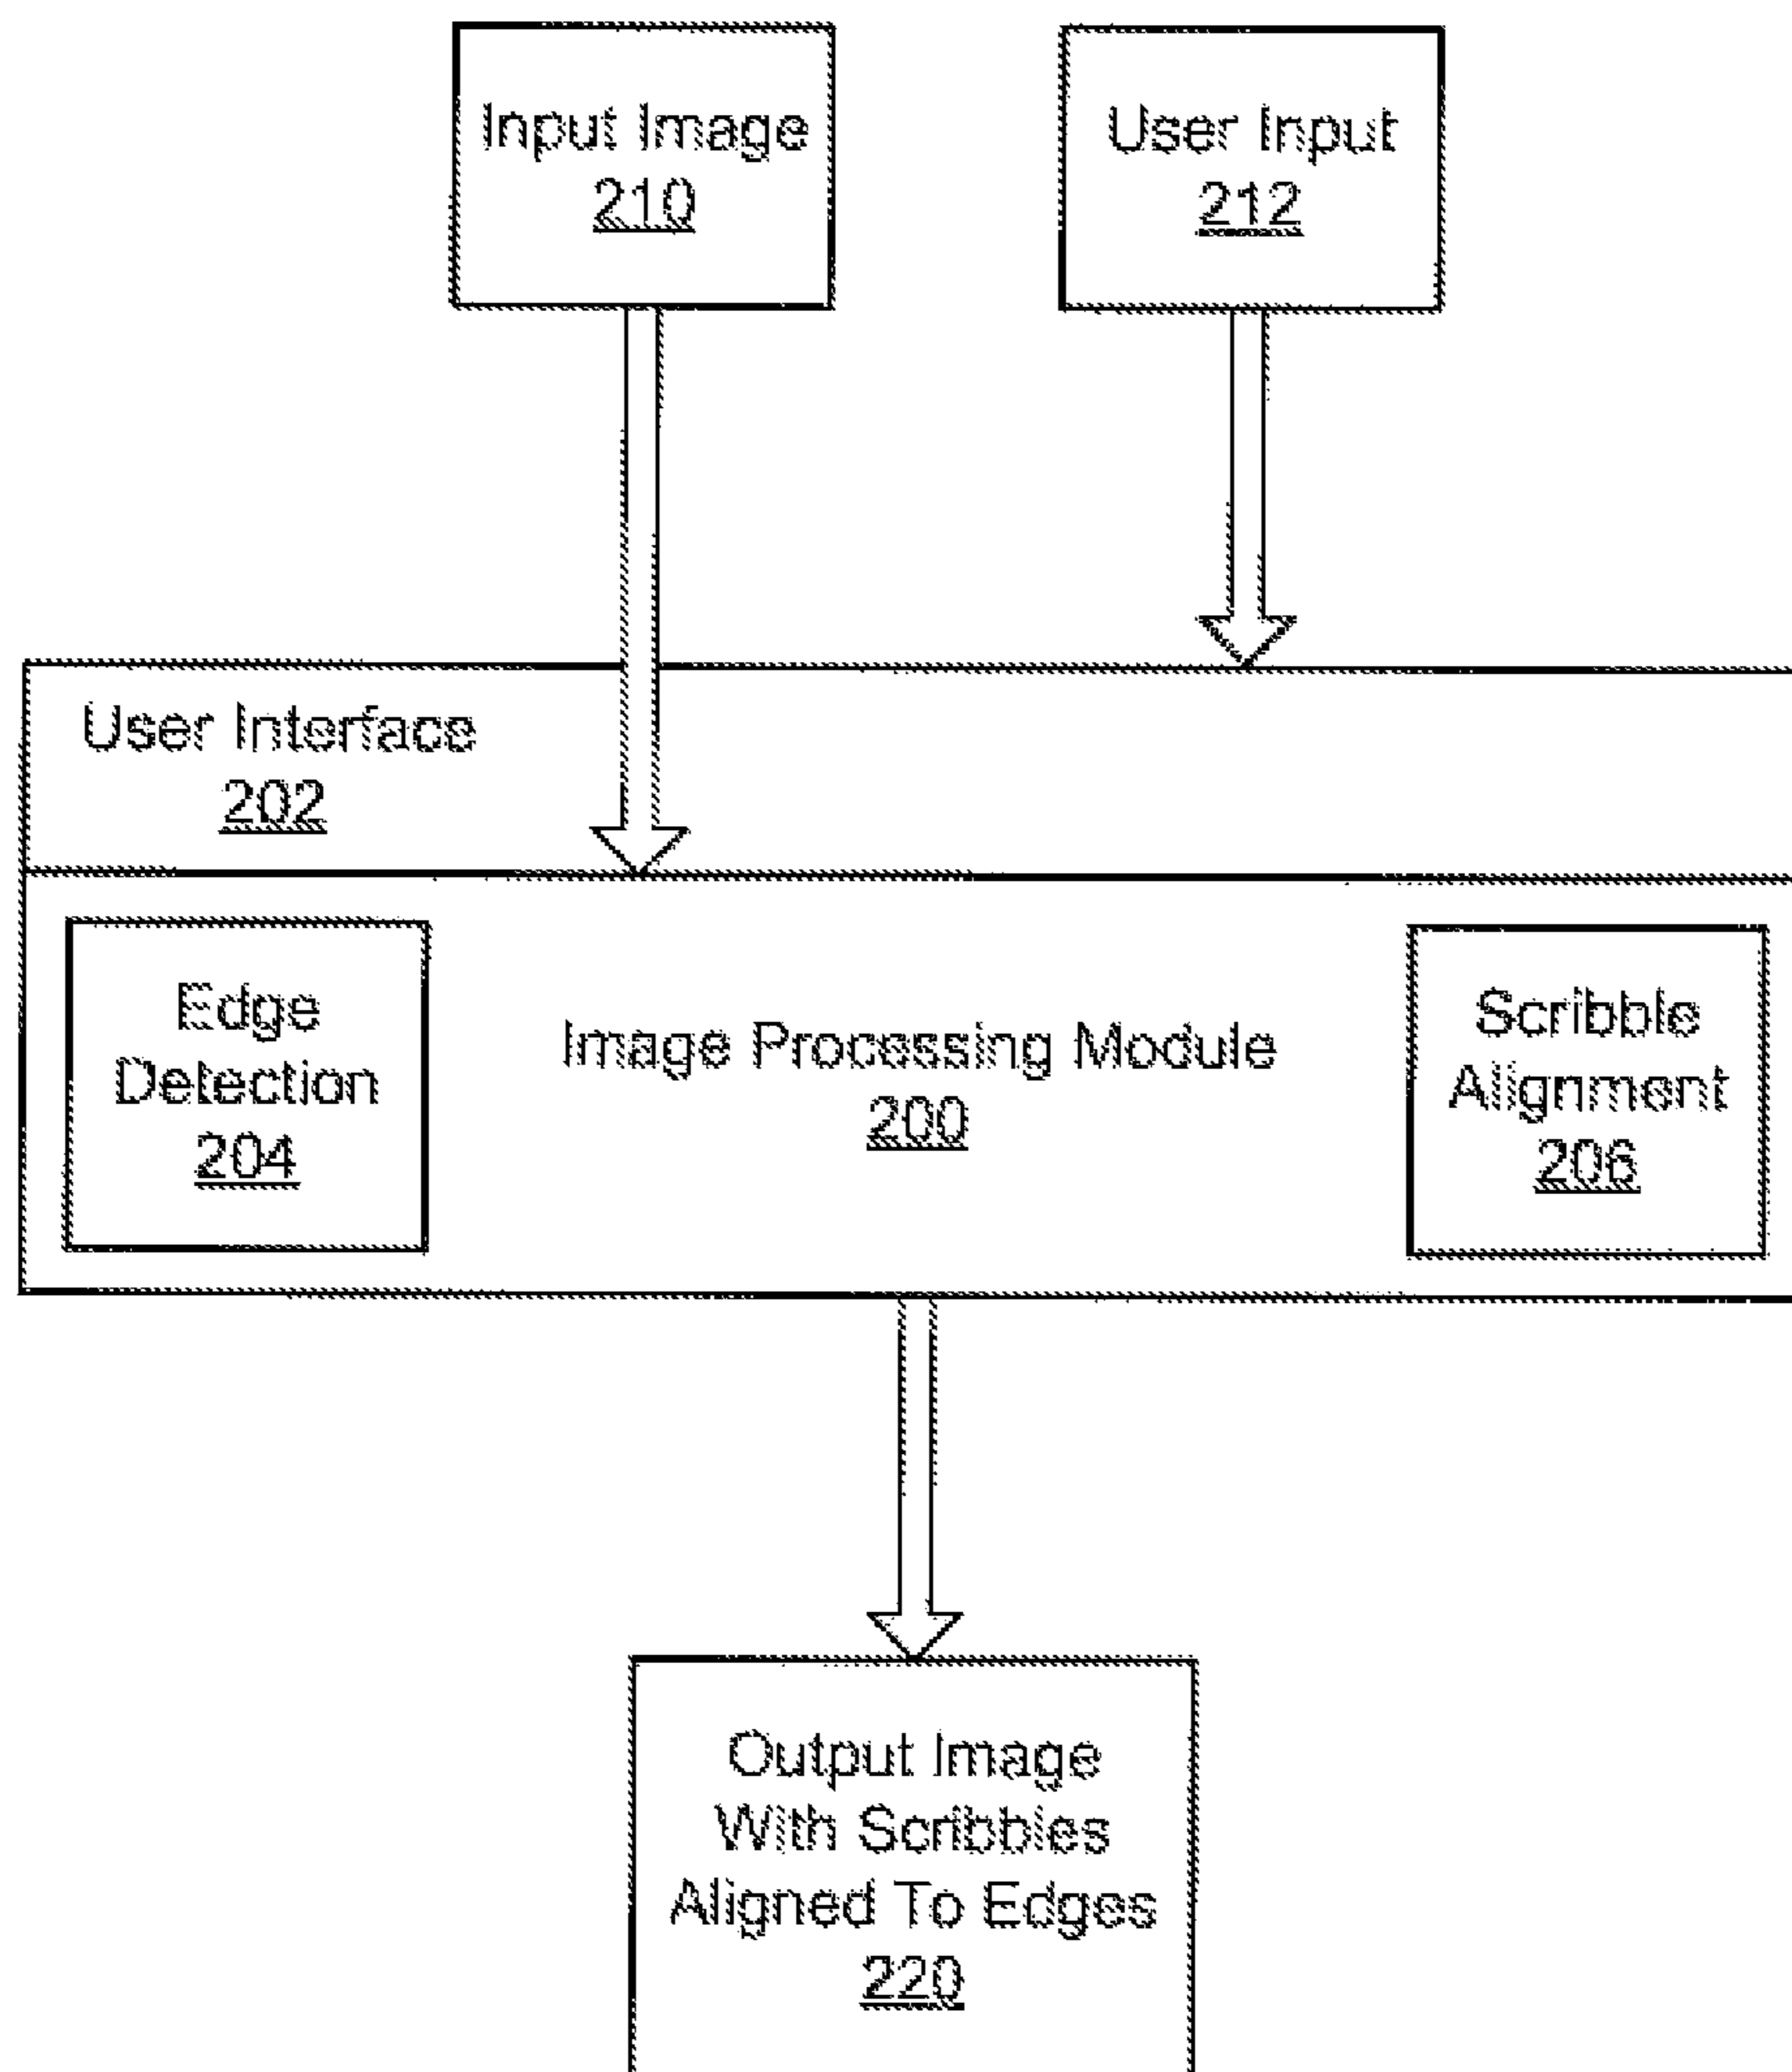 Input Image
210
User Input
212
User Interface
202
Edge
Detection
204
Image Processing Module
200
Scribble
Alignment
206
Output Image
With Scribbles
Aligned To Edges
220